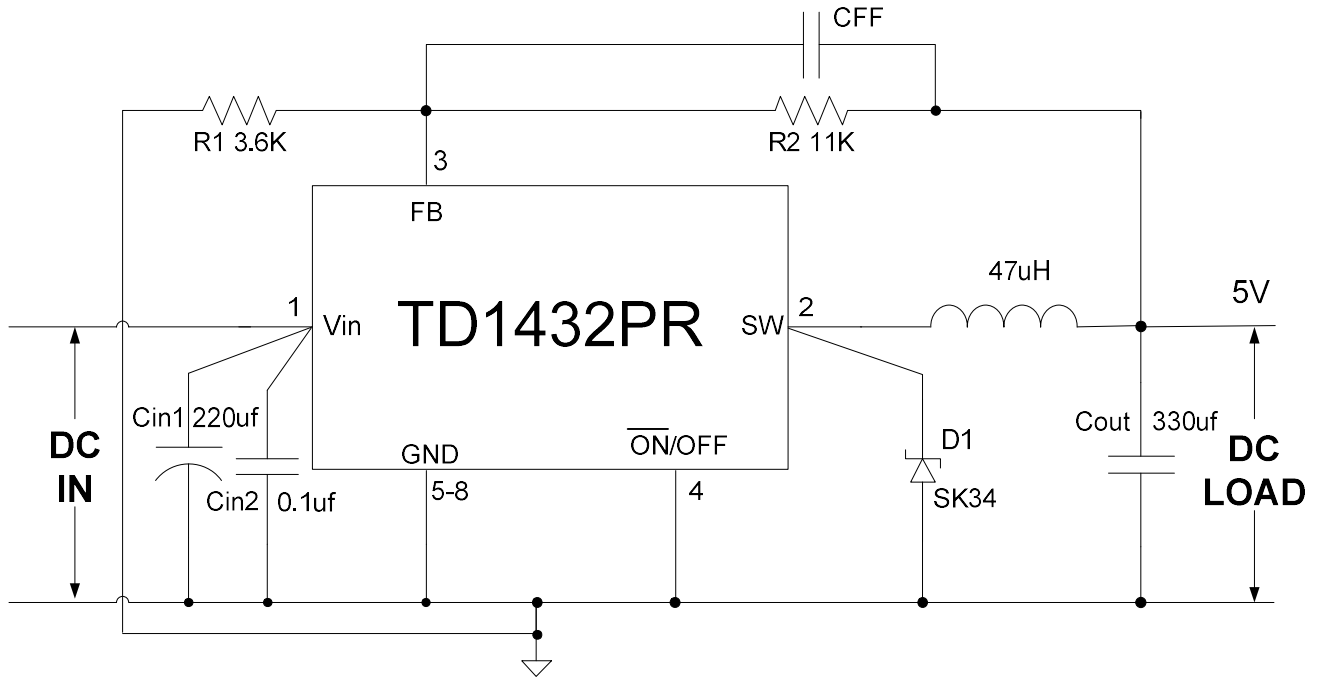 CFF
R1 3.6K
R2 11K
3
FB
47uH
1
Vin
TD1432PR
SW
2
5V
Cin1 220uf
Cout 330uf
DC
IN
GND
ON/OFF
D1
DC
LOAD
Cin2 0.1uf
5-8
4
SK34